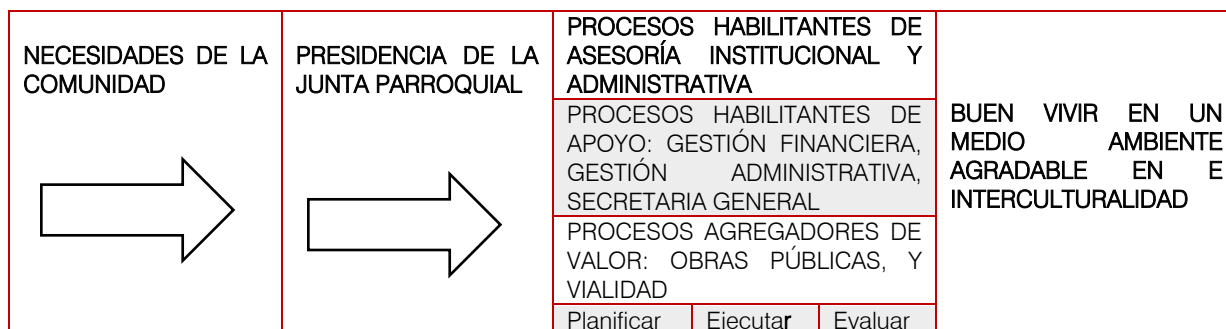 NECESIDADES DE LA
COMUNIDAD
PRESIDENCIA DE LA
JUNTA PARROQUIAL
PROCESOS HABILITANTES DE
ASESORÍA INSTITUCIONAL Y
ADMINISTRATIVA
PROCESOS HABILITANTES DE
APOYO: GESTIÓN FINANCIERA,
GESTIÓN ADMINISTRATIVA,
SECRETARIA GENERAL
PROCESOS AGREGADORES DE
VALOR: OBRAS PÚBLICAS, Y
VIALIDAD
Planificar Ejecutar Evaluar
BUEN VIVIR EN UN
MEDIO AMBIENTE
AGRADABLE EN E
INTERCULTURALIDAD